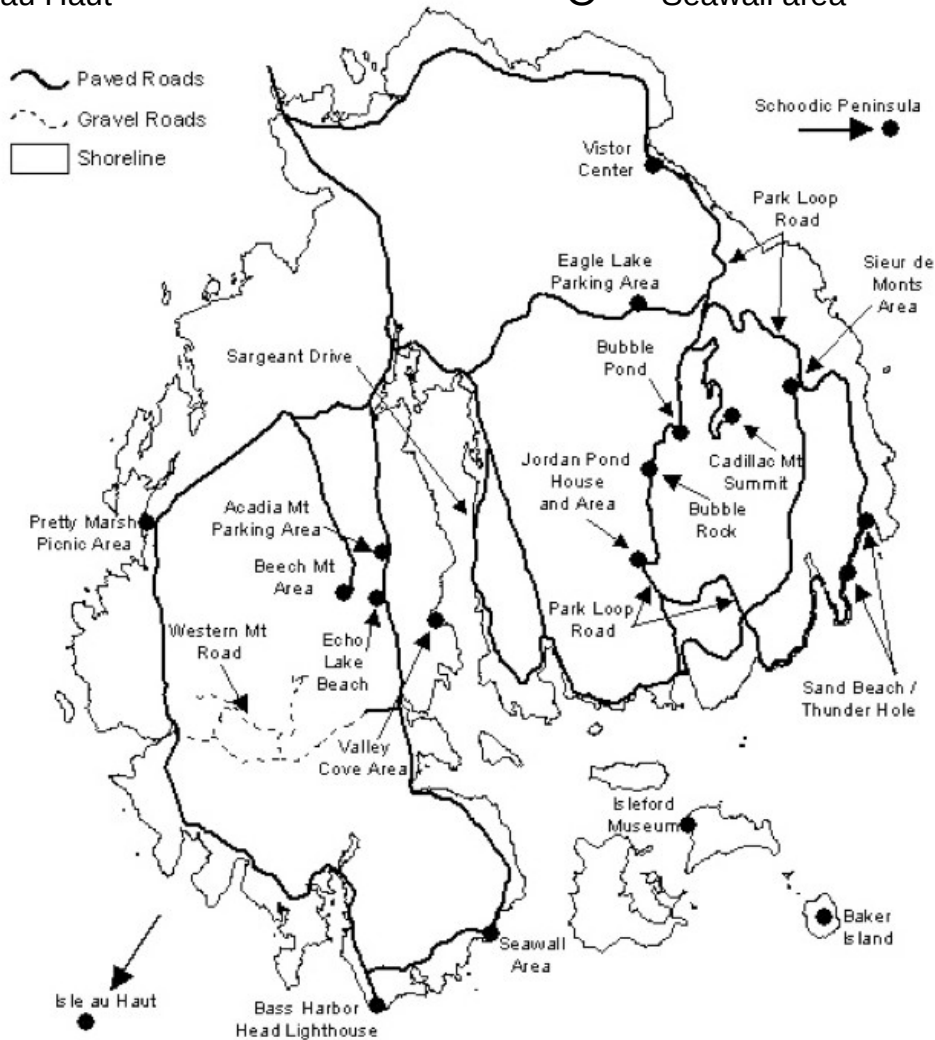 au Haut
Seawall area
Paved Roads
Gravel Roads
Shoreline
Schoodic Peninsula
Vistor
Center
Park Loop
Road
Eagle Lake
Parking Area
Sieur de
Monts
Area
Sargeant Drive
Bubble
Pond
Jordan Pond
House
and Area
Cadillac Mt
Summit
Bubble
Rock
Pretty Marsh
Picnic Area
Acadia Mt
Parking Area
Beech Mt
Area
Park Loop
Road
Western Mt
Road
Echo
Lake
Beach
Sand Beach /
Thunder Hole
Valley
Cove Area
Isleford
Museum
Baker
Island
Seawall
Area
Isle au Haut
Bass Harbor
Head Lighthouse